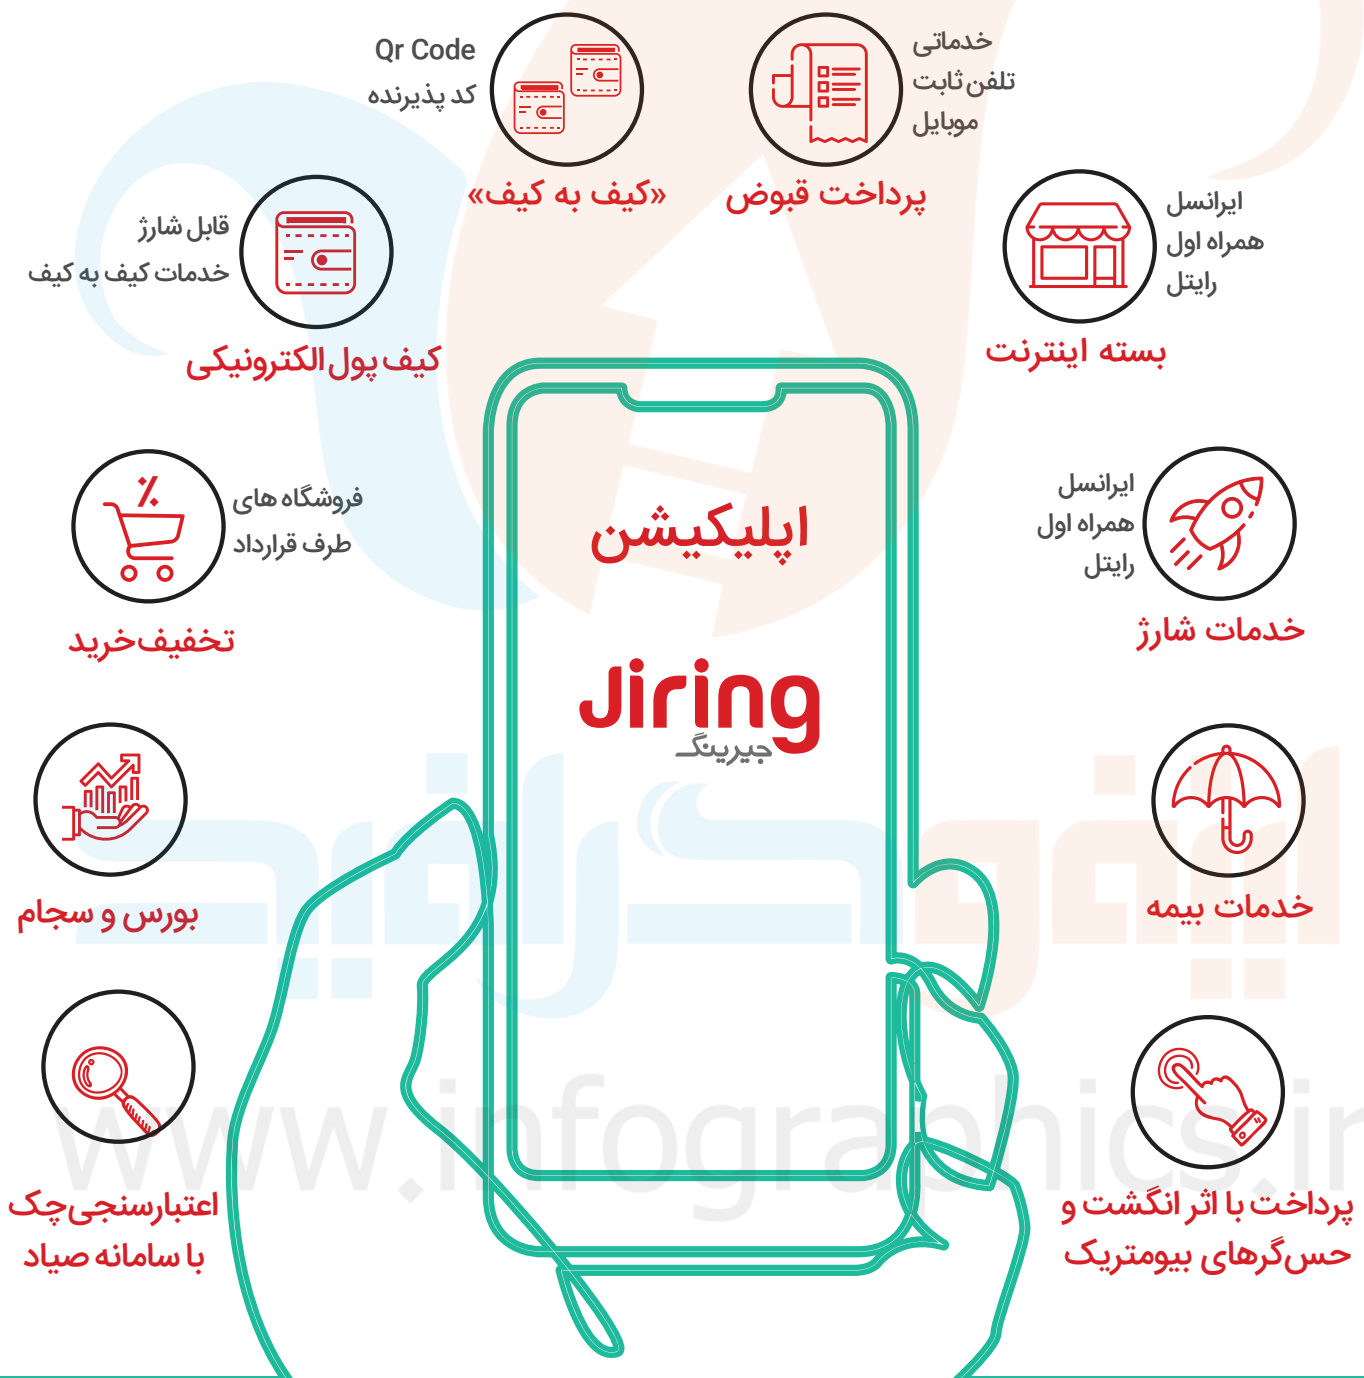 Qr Code
کد پذیرنده
«کیف به کیف»
خدماتی
تلفن ثابت
موبایل
پرداخت قبوض
قابل شارژ
خدمات کیف به کیف
کیف پول الکترونیکی
ایرانسل
همراه اول
رایتل
بسته اینترنت
فروشگاه های
طرف قرارداد
تخفیف خرید
ایرانسل
همراه اول
رایتل
خدمات شارژ
اپلیکیشن
Jiring
جیرینگ
بورس و سجام
خدمات بیمه
اعتبارسنجی چک
با سامانه صیاد
پرداخت با اثر انگشت و
حس‌گرهای بیومتریک
اینفوگرافیک
www.infographics.ir